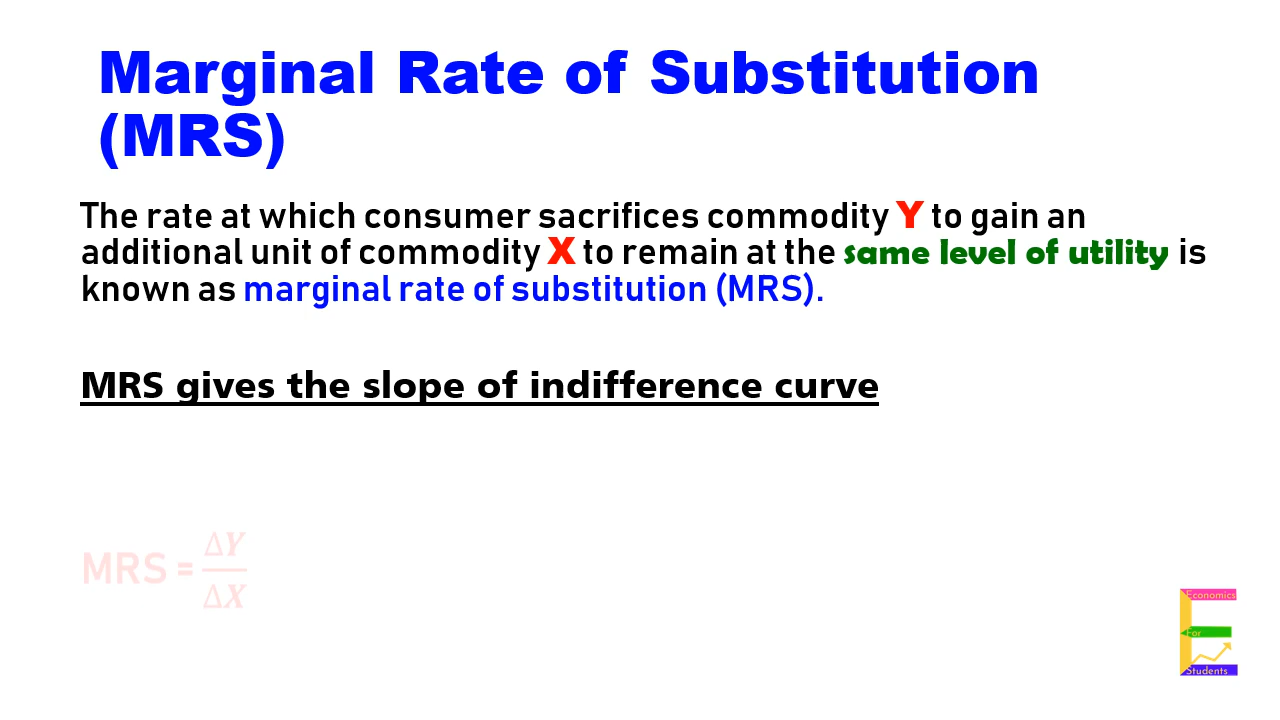 Marginal Rate of Substitution
(MRS)
The rate at which consumer sacrifices commodity Y to gain an
additional unit of commodity X to remain at the same level of utility is
known as marginal rate of substitution (MRS).
MRS gives the slope of indifference curve
MRS = ΔY/ΔX
Economics
For
Students